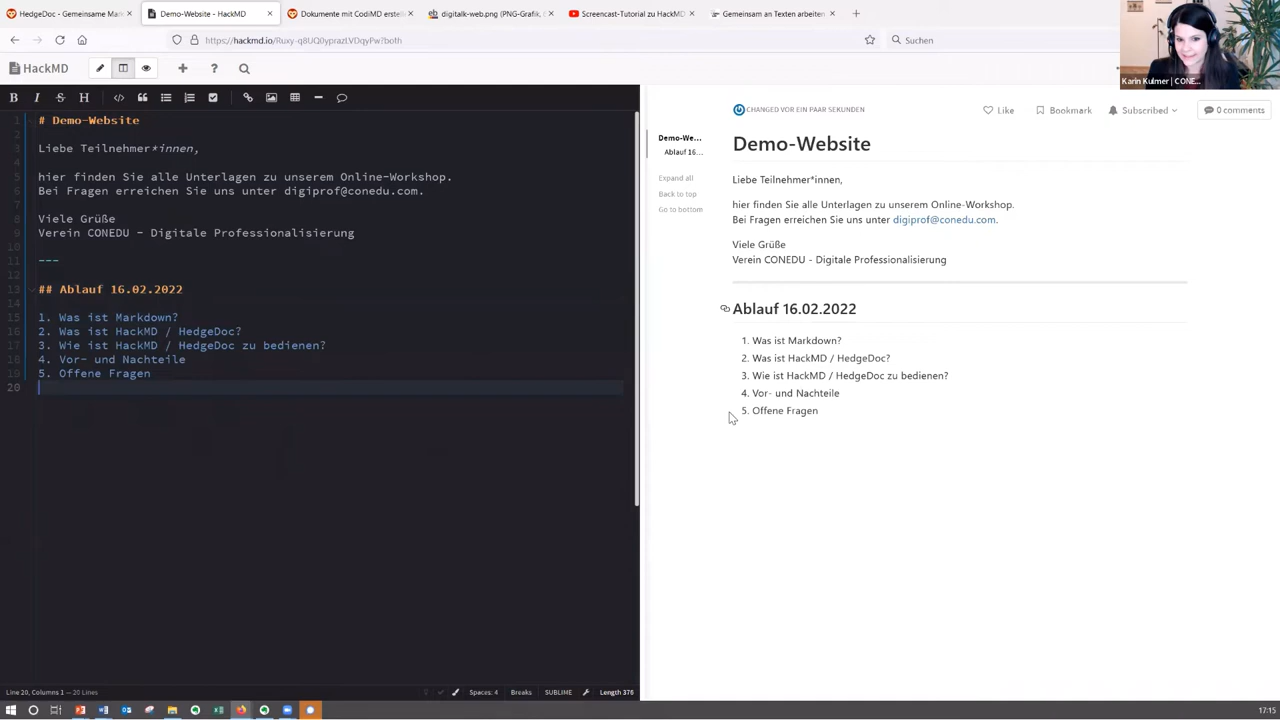 HedgeDoc - Gemeinsame Mark
Demo-Website - HackMD
Dokumente mit CodiMD erstelle
digitalk-web.png (PNG-Grafik,
Screencast-Tutorial zu HackMD
Gemeinsam an Texten arbeiten
https://hackmd.io/Ruxy-q8UQ0yprazLVDqyPw?both
Suchen
Karin Kulmer | CONE...
HackMD
# Demo-Website
Liebe Teilnehmer*innen,
hier finden Sie alle Unterlagen zu unserem Online-Workshop.
Bei Fragen erreichen Sie uns unter digiprof@conedu.com.
Viele Grüße
Verein CONEDU - Digitale Professionalisierung
---
## Ablauf 16.02.2022
1. Was ist Markdown?
2. Was ist HackMD / HedgeDoc?
3. Wie ist HackMD / HedgeDoc zu bedienen?
4. Vor- und Nachteile
5. Offene Fragen
20
Line 20, Columns 1 — 20 Lines
Spaces: 4
Breaks
SUBLIME
Length 376
Demo-We...
Ablauf 16...
Expand all
Back to top
Go to bottom
CHANGED VOR EIN PAAR SEKUNDEN
Like
Bookmark
Subscribed
0 comments
Demo-Website
Liebe Teilnehmer*innen,
hier finden Sie alle Unterlagen zu unserem Online-Workshop.
Bei Fragen erreichen Sie uns unter digiprof@conedu.com.
Viele Grüße
Verein CONEDU - Digitale Professionalisierung
Ablauf 16.02.2022
1. Was ist Markdown?
2. Was ist HackMD / HedgeDoc?
3. Wie ist HackMD / HedgeDoc zu bedienen?
4. Vor- und Nachteile
5. Offene Fragen
17:15